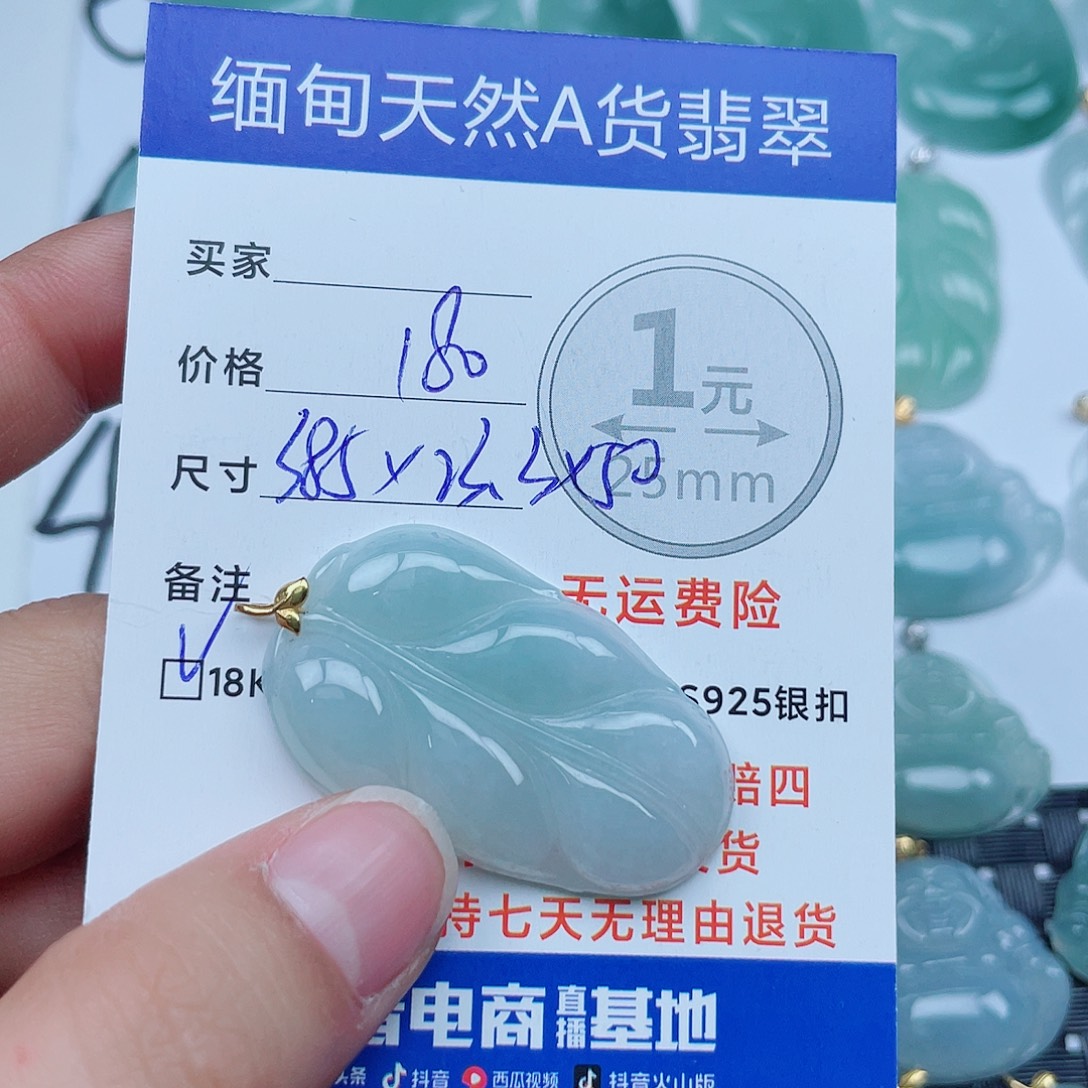 缅甸天然A货翡翠
买家
价格 180
1元
尺寸
25mm
备注
无运费险
18K
S925银扣
赔四
货
持七天无理由退货
电商直播基地
头条 抖音 西瓜视频 抖音火山版